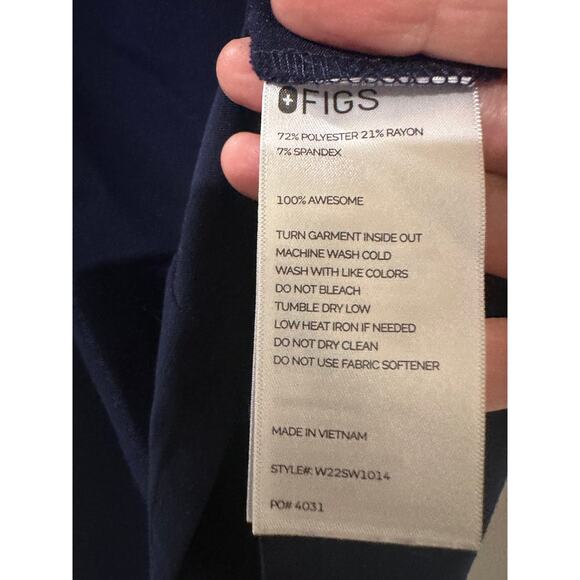 FIGS
72% POLYESTER 21% RAYON
7% SPANDEX
100% AWESOME
TURN GARMENT INSIDE OUT
MACHINE WASH COLD
WASH WITH LIKE COLORS
DO NOT BLEACH
TUMBLE DRY LOW
LOW HEAT IRON IF NEEDED
DO NOT DRY CLEAN
DO NOT USE FABRIC SOFTENER
MADE IN VIETNAM
STYLE#: W22SW1014
PO# 4031